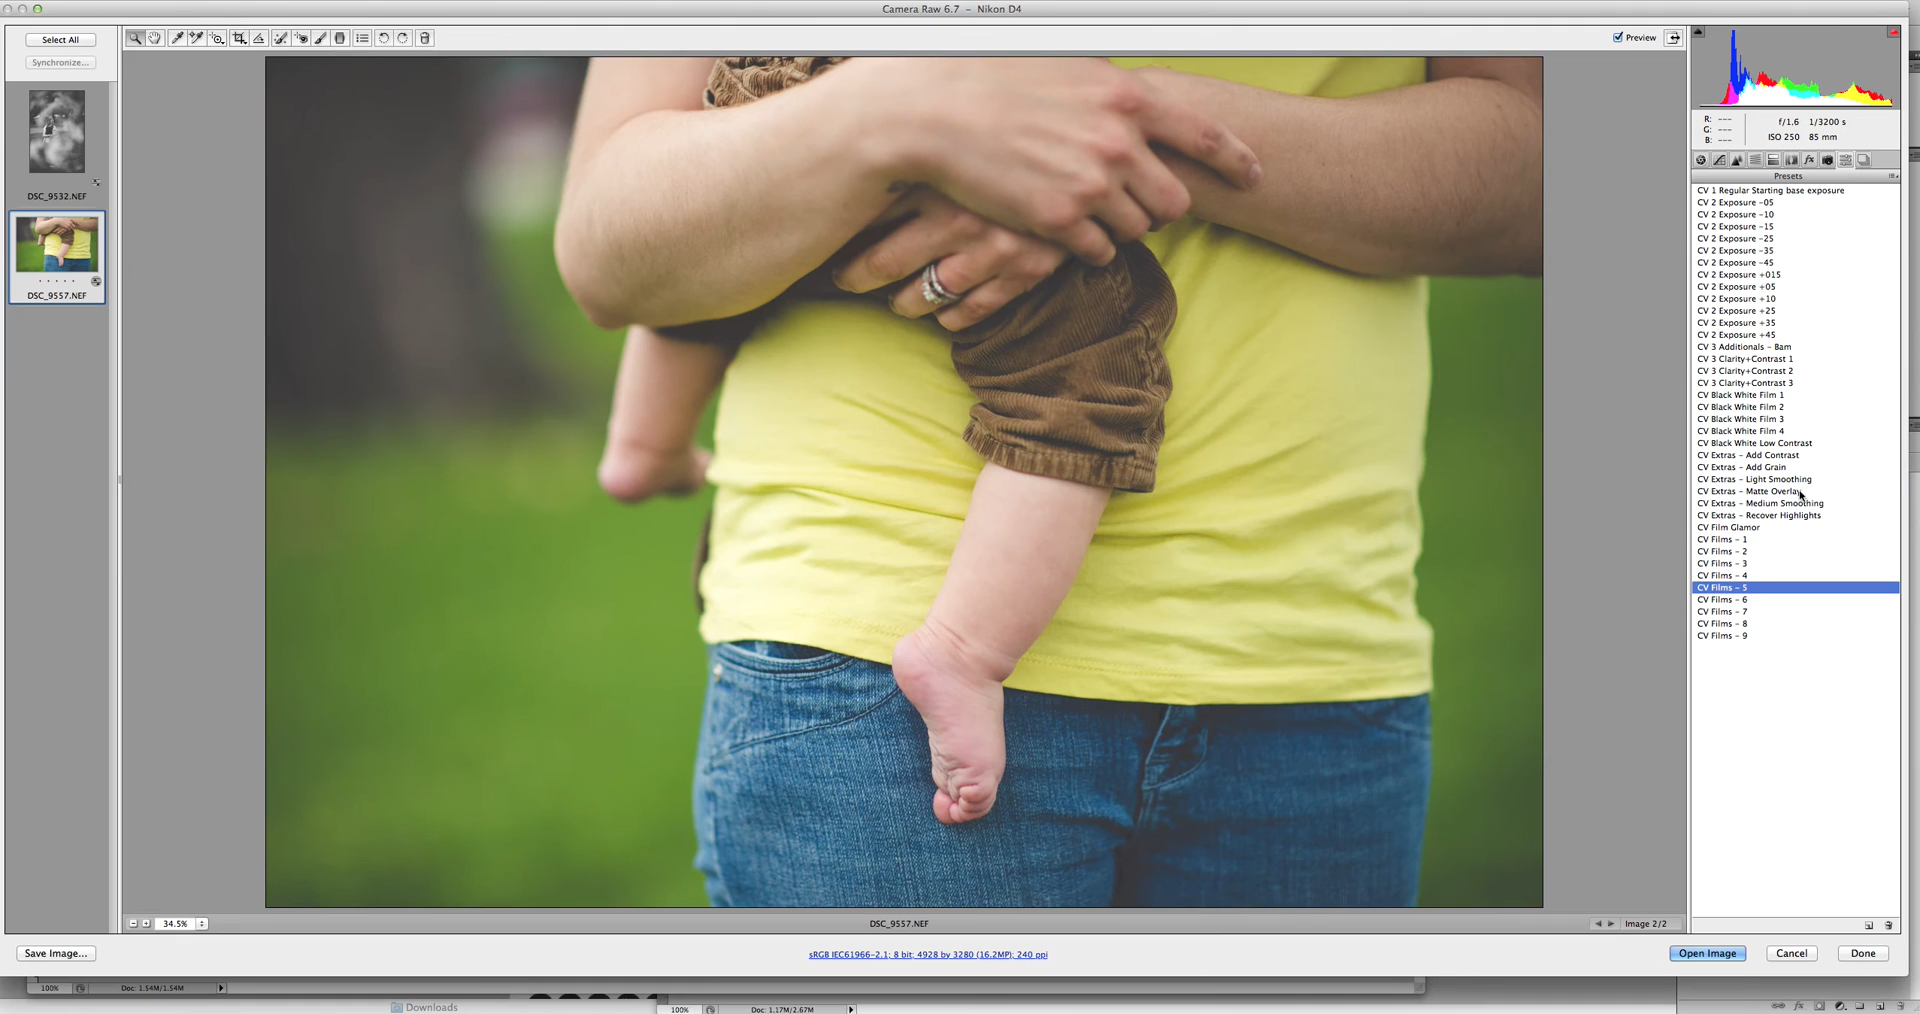 Camera Raw 6.7 – Nikon D4
Select All
Synchronize...
DSC_9532.NEF
DSC_9557.NEF
Preview
R: ---
G: ---
B: ---
f/1.6 1/3200 s
ISO 250 85 mm
fx
Presets
CV 1 Regular Starting base exposure
CV 2 Exposure -05
CV 2 Exposure -10
CV 2 Exposure -15
CV 2 Exposure -25
CV 2 Exposure -35
CV 2 Exposure -45
CV 2 Exposure +015
CV 2 Exposure +05
CV 2 Exposure +10
CV 2 Exposure +25
CV 2 Exposure +35
CV 2 Exposure +45
CV 3 Additionals - Bam
CV 3 Clarity+Contrast 1
CV 3 Clarity+Contrast 2
CV 3 Clarity+Contrast 3
CV Black White Film 1
CV Black White Film 2
CV Black White Film 3
CV Black White Film 4
CV Black White Low Contrast
CV Extras - Add Contrast
CV Extras - Add Grain
CV Extras - Light Smoothing
CV Extras - Matte Overlay
CV Extras - Medium Smoothing
CV Extras - Recover Highlights
CV Film Glamor
CV Films - 1
CV Films - 2
CV Films - 3
CV Films - 4
CV Films - 5
CV Films - 6
CV Films - 7
CV Films - 8
CV Films - 9
34.5%
DSC_9557.NEF
Image 2/2
Save Image...
sRGB IEC61966-2.1; 8 bit; 4928 by 3280 (16.2MP); 240 ppi
Open Image
Cancel
Done
100%
Doc: 1.54M/1.54M
Downloads
100%
Doc: 1.17M/2.67M
fx